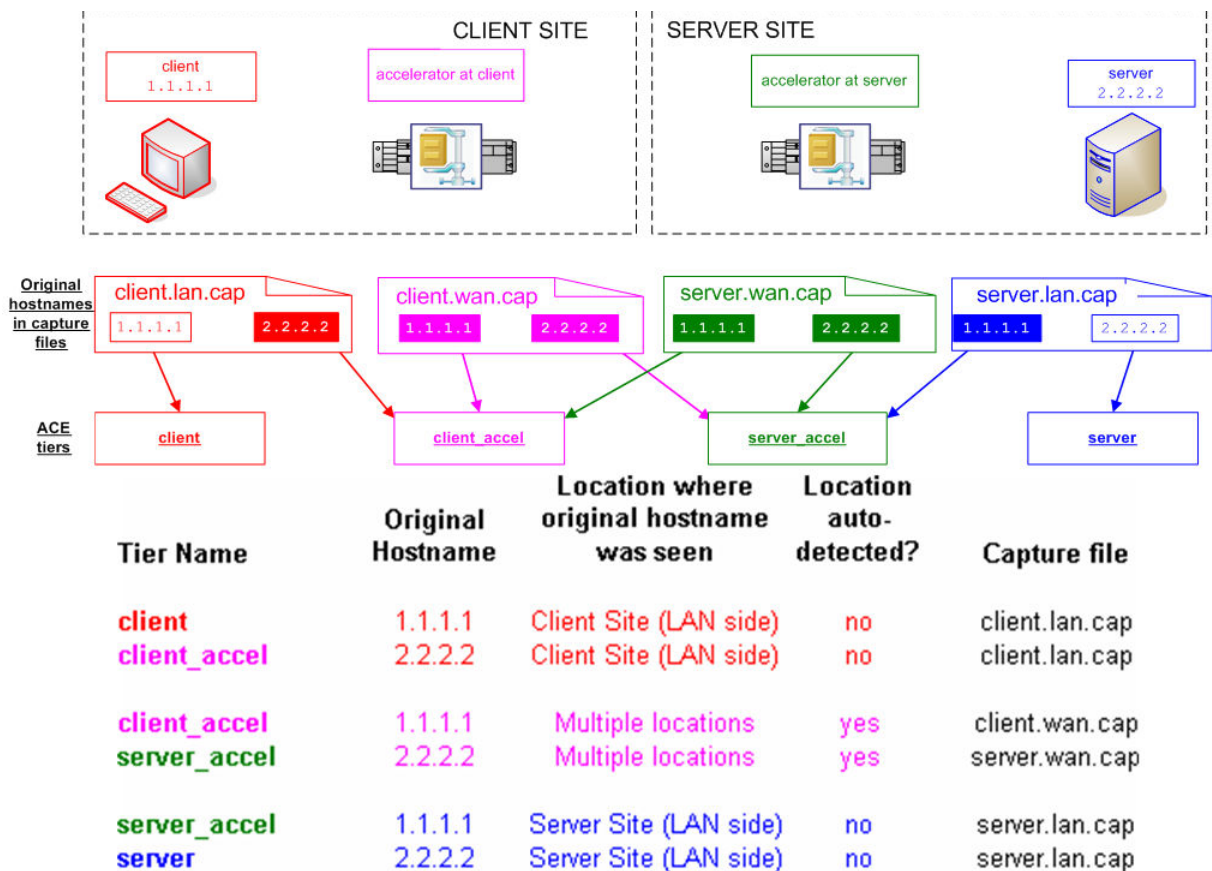 CLIENT SITE
SERVER SITE
client
1.1.1.1
accelerator at client
accelerator at server
server
2.2.2.2
Original
hostnames
in capture
files
client.lan.cap
1.1.1.1
2.2.2.2
client.wan.cap
1.1.1.1
2.2.2.2
server.wan.cap
1.1.1.1
2.2.2.2
server.lan.cap
1.1.1.1
2.2.2.2
ACE
tiers
client
client_accel
server_accel
server
Tier Name
Original
Hostname
Location where
original hostname
was seen
Location
auto-
detected?
Capture file
client 1.1.1.1 Client Site (LAN side) no client.lan.cap
client_accel 2.2.2.2 Client Site (LAN side) no client.lan.cap
client_accel 1.1.1.1 Multiple locations yes client.wan.cap
server_accel 2.2.2.2 Multiple locations yes server.wan.cap
server_accel 1.1.1.1 Server Site (LAN side) no server.lan.cap
server 2.2.2.2 Server Site (LAN side) no server.lan.cap